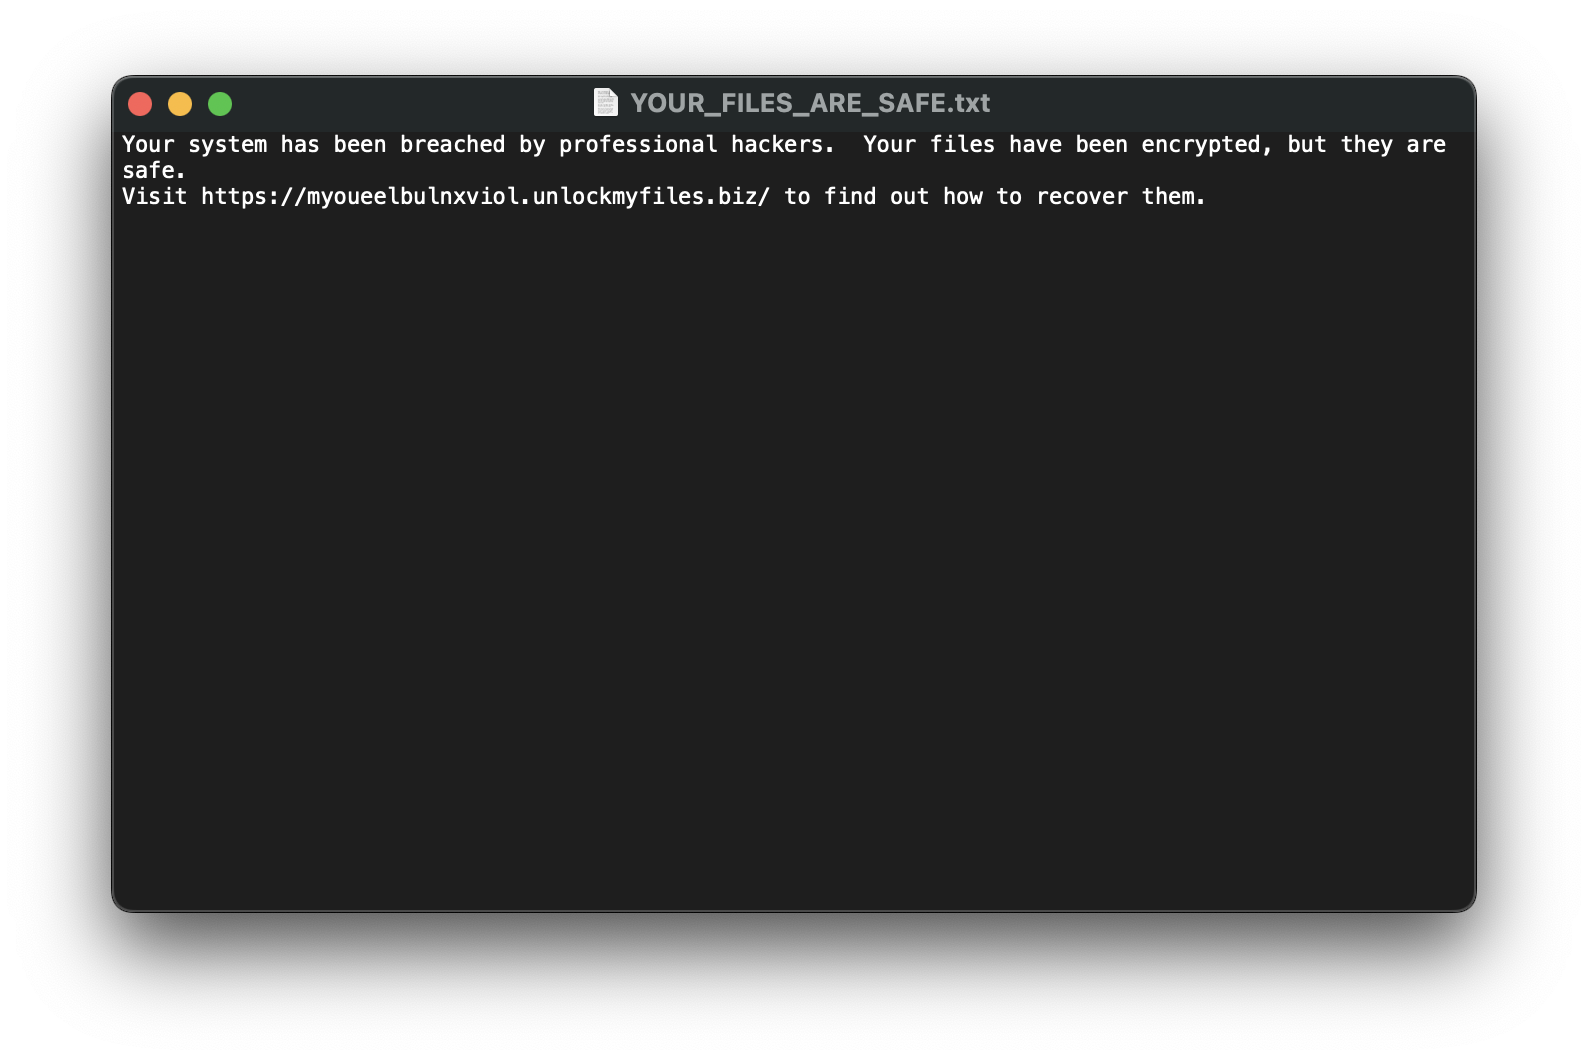 YOUR_FILES_ARE_SAFE.txt
Your system has been breached by professional hackers.  Your files have been encrypted, but they are
safe.
Visit https://myoueelbulnxviol.unlockmyfiles.biz/ to find out how to recover them.